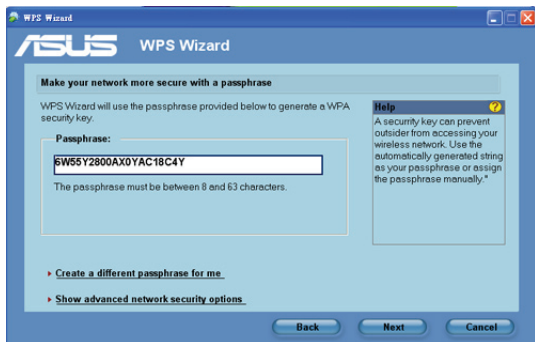 WPS Wizard
ASUS WPS Wizard
Make your network more secure with a passphrase
WPS Wizard will use the passphrase provided below to generate a WPA
security key.
Passphrase:
6W55Y2800AX0YAC18C4Y
The passphrase must be between 8 and 63 characters.
Create a different passphrase for me
Show advanced network security options
Help
?
A security key can prevent
outsider from accessing your
wireless network. Use the
automatically generated string
as your passphrase or assign
the passphrase manually."
Back Next Cancel